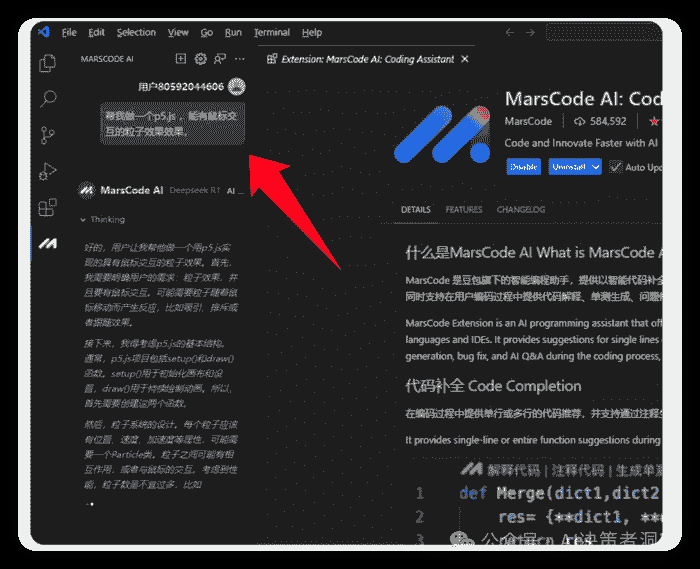 File Edit Selection View Go Run Terminal Help
MARSCODE AI
用户80592044606
帮我做一个p5.js ，能有鼠标交
互的粒子效果效果。
MarsCode AI Deepseek R1 AI ...
Thinking
好的，用户让我帮他做一个用p5.js实
现的具有鼠标交互的粒子效果。首先，
我需要明确用户的需求：粒子效果，并
且要有鼠标交互。可能需要粒子随着鼠
标移动而产生反应，比如吸引、排斥或
者跟随效果。
接下来，我得考虑p5.js的基本结构。
通常，p5.js项目包括setup()和draw()
函数。setup()用于初始化画布和设
置，draw()用于持续绘制动画。所以，
首先需要创建这两个函数。
然后，粒子系统的设计。每个粒子应该
有位置、速度、加速度等属性，可能需
要一个Particle类。粒子之间可能有相
互作用，或者与鼠标的交互。考虑到性
能，粒子数量不宜过多，比如
Extension: MarsCode AI: Coding Assistant
MarsCode AI: Cod
MarsCode 584,592
Code and Innovate Faster with AI
Disable Uninstall Auto Upd
DETAILS FEATURES CHANGELOG
什么是MarsCode AI What is MarsCode A
MarsCode 是豆包旗下的智能编程助手，提供以智能代码补全
同时支持在用户编码过程中提供代码解释、单测生成、问题修
MarsCode Extension is an AI programming assistant that off
languages and IDEs. It provides suggestions for single lines
generation, bug fix, and AI Q&A during the coding process,
代码补全 Code Completion
在编码过程中提供单行或多行的代码推荐，并支持通过注释生
It provides single-line or entire function suggestions during
解释代码 | 注释代码 | 生成单测
1 def Merge(dict1,dict2
2 res= {**dict1, **
3 return res
公众号 · AI决策者洞